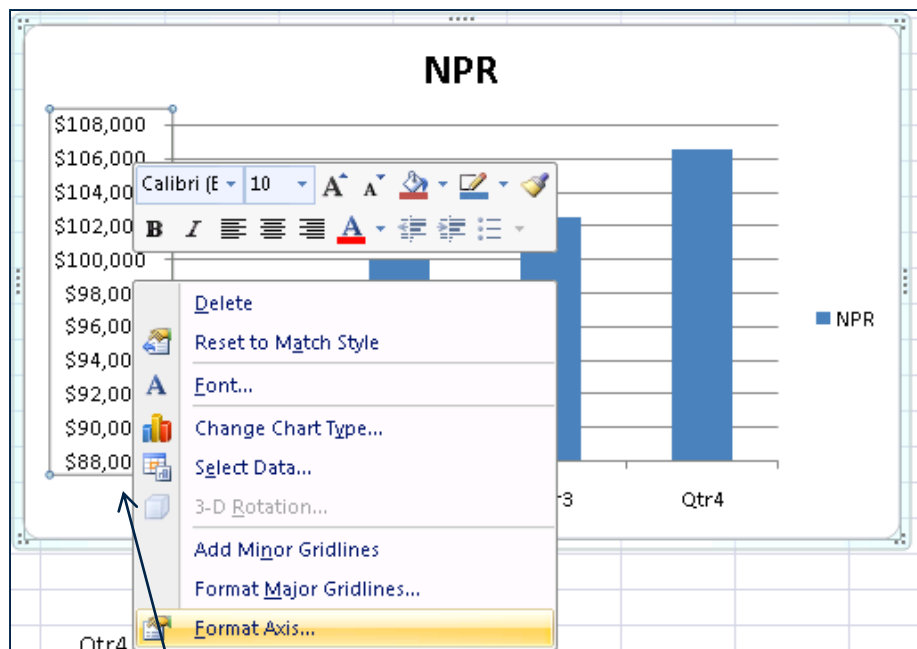 NPR
$108,000
$106,000
$104,00
$102,00
$100,000
$98,00
$96,00
$94,00
$92,00
$90,00
$88,00
Calibri (E 10 A A
B I A
Delete
Reset to Match Style
A Font...
Change Chart Type...
Select Data...
3-D Rotation...
Add Minor Gridlines
Format Major Gridlines...
Format Axis...
NPR
r3 Qtr4
Qtr4